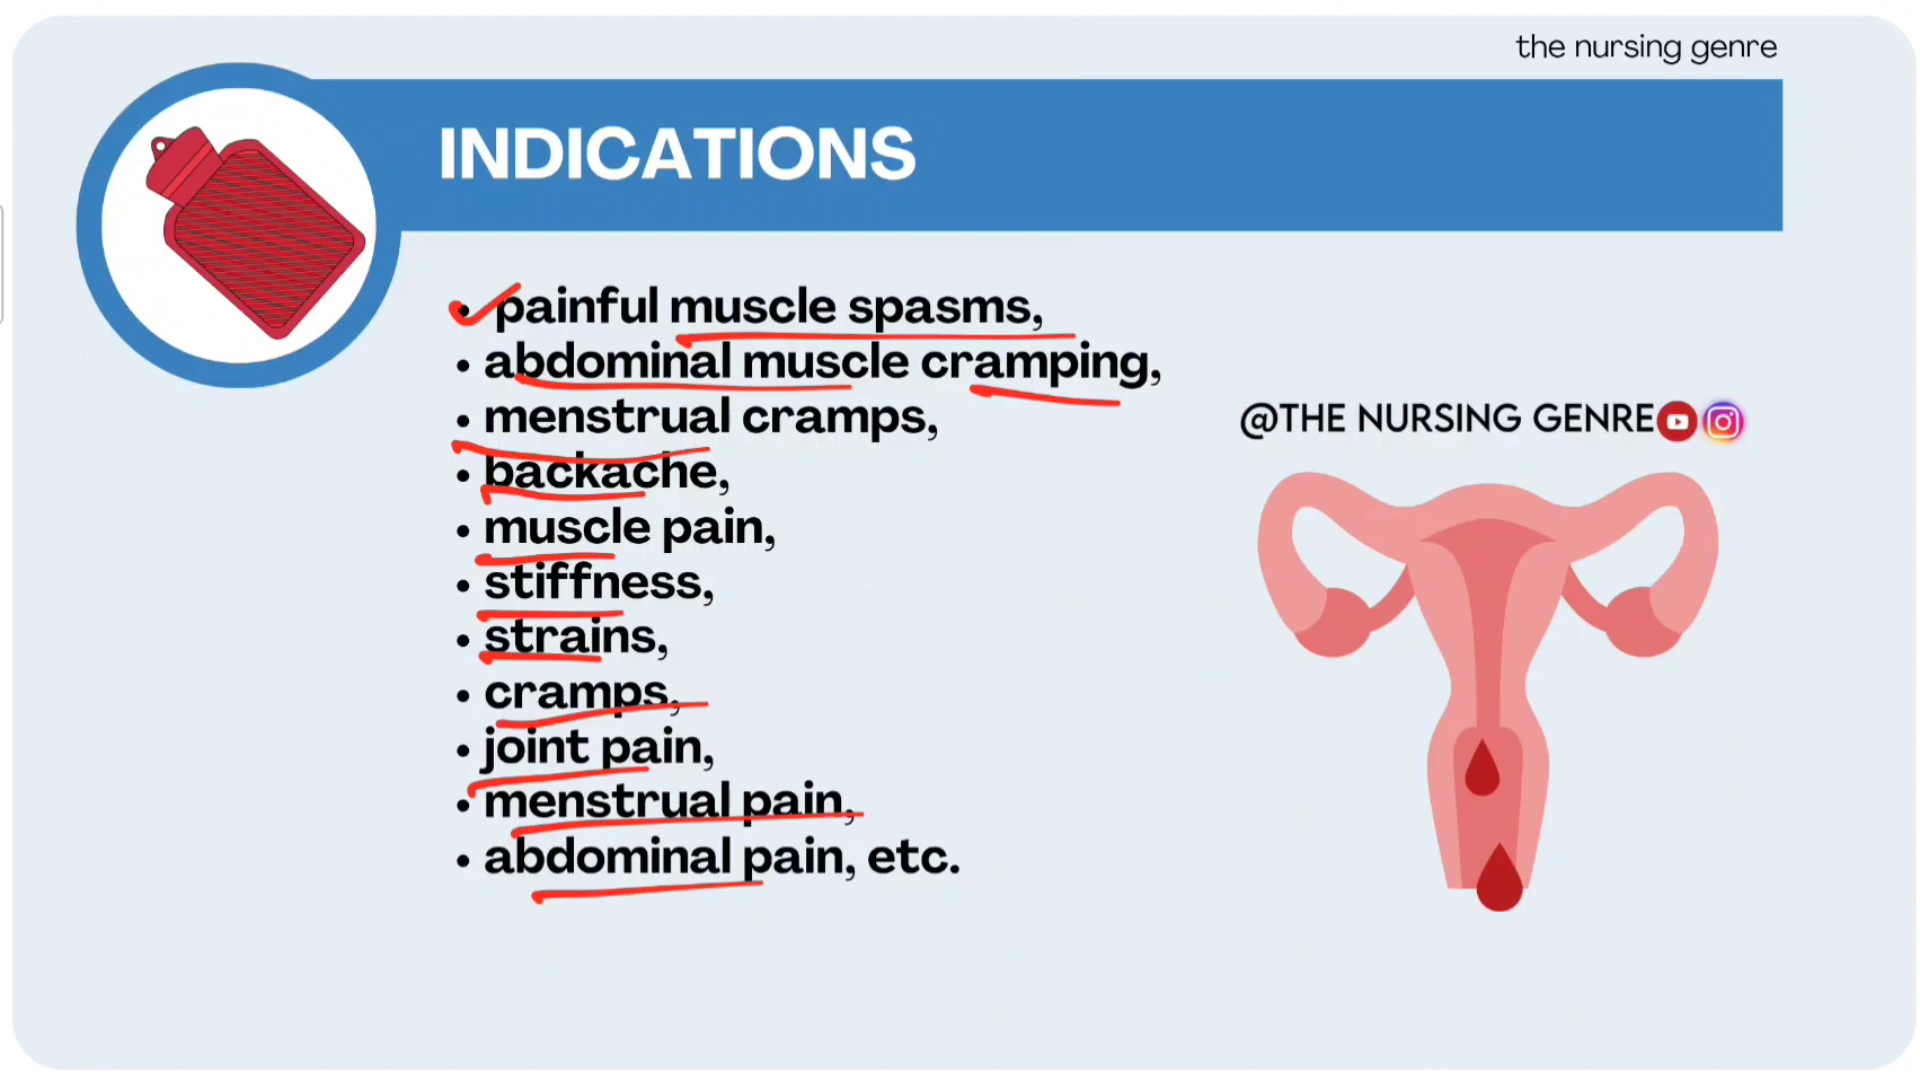 the nursing genre
INDICATIONS
• painful muscle spasms,
• abdominal muscle cramping,
• menstrual cramps,
• backache,
• muscle pain,
• stiffness,
• strains,
• cramps,
• joint pain,
• menstrual pain,
• abdominal pain, etc.
@THE NURSING GENRE